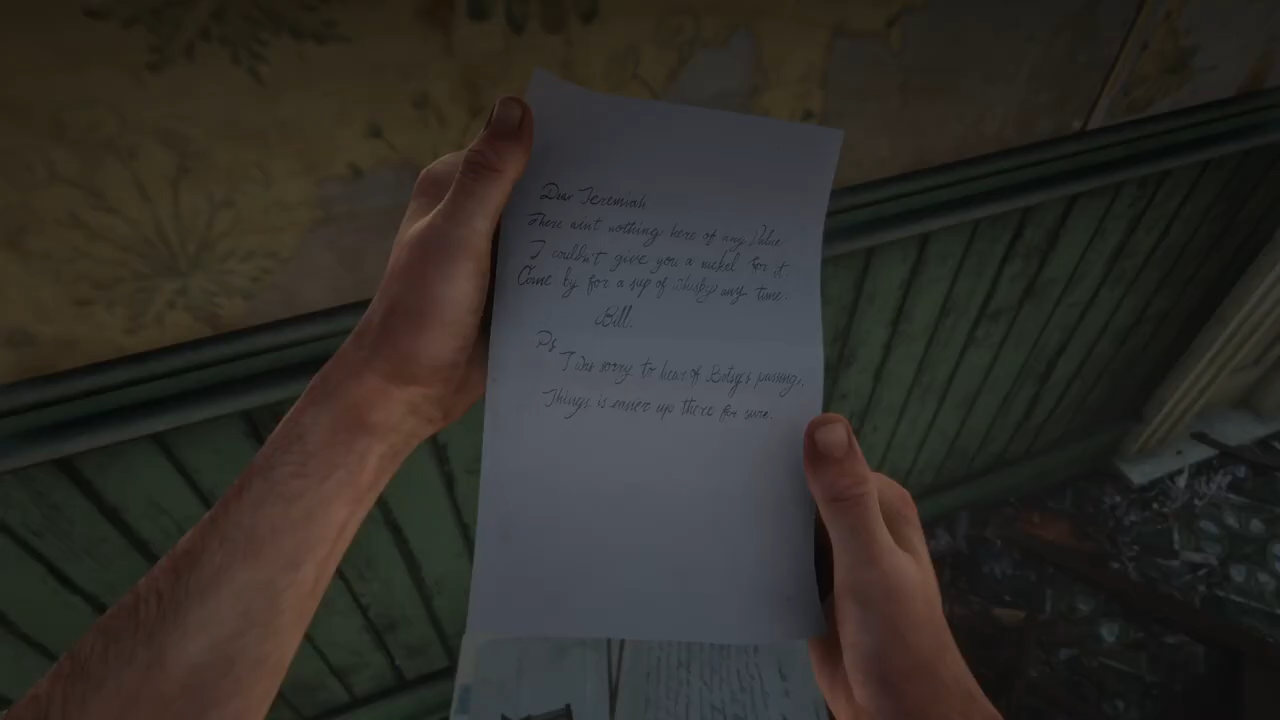 Dear Jeremiah
There aint nothing here of any Value
I couldn't give you a nickel for it.
Come by for a sup of whisky any time.
Bill.
Ps
I was sorry to hear of Betsy's passing.
Things is easier up there for sure.